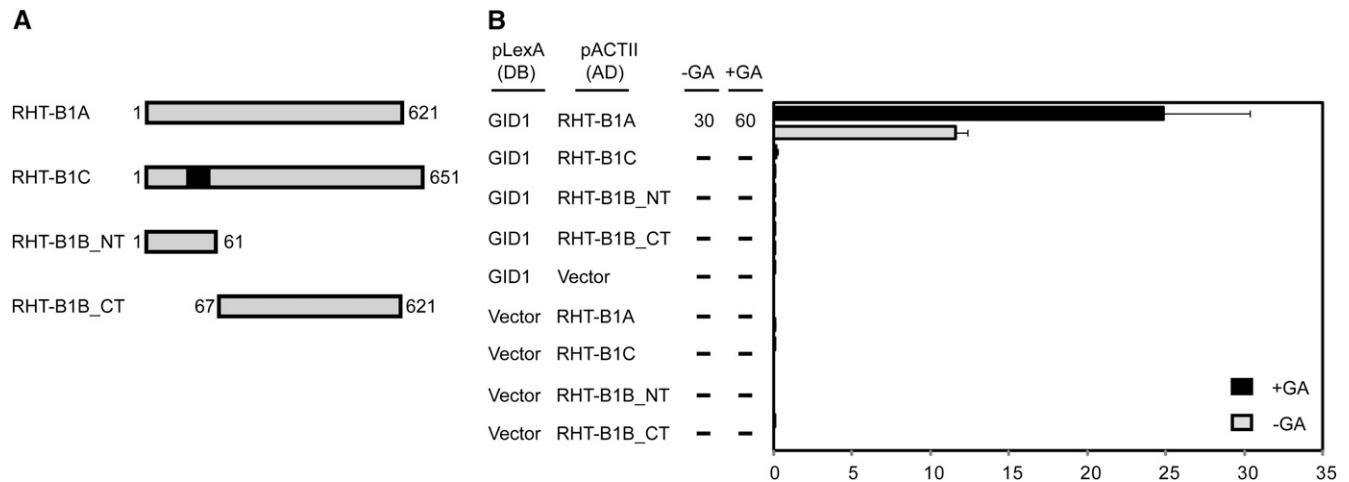 A
RHT-B1A 1 621
RHT-B1C 1 651
RHT-B1B_NT 1 61
RHT-B1B_CT 67 621
B
pLexA pACTII
(DB) (AD) -GA +GA
GID1 RHT-B1A 30 60
GID1 RHT-B1C - -
GID1 RHT-B1B_NT - -
GID1 RHT-B1B_CT - -
GID1 Vector - -
Vector RHT-B1A - -
Vector RHT-B1C - -
Vector RHT-B1B_NT - -
Vector RHT-B1B_CT - -
+GA
-GA
0 5 10 15 20 25 30 35